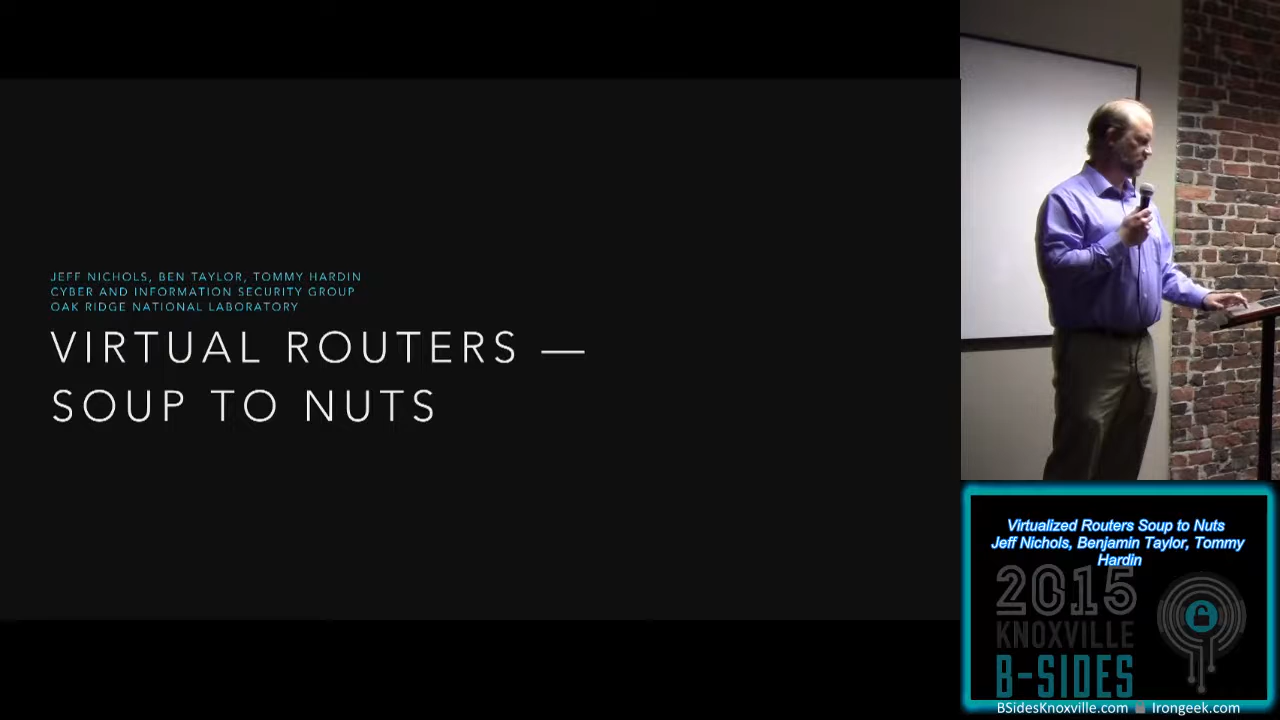 JEFF NICHOLS, BEN TAYLOR, TOMMY HARDIN
CYBER AND INFORMATION SECURITY GROUP
OAK RIDGE NATIONAL LABORATORY
VIRTUAL ROUTERS —
SOUP TO NUTS
Virtualized Routers Soup to Nuts
Jeff Nichols, Benjamin Taylor, Tommy
Hardin
2015
KNOXVILLE
B-SIDES
BSidesKnoxville.com Irongeek.com